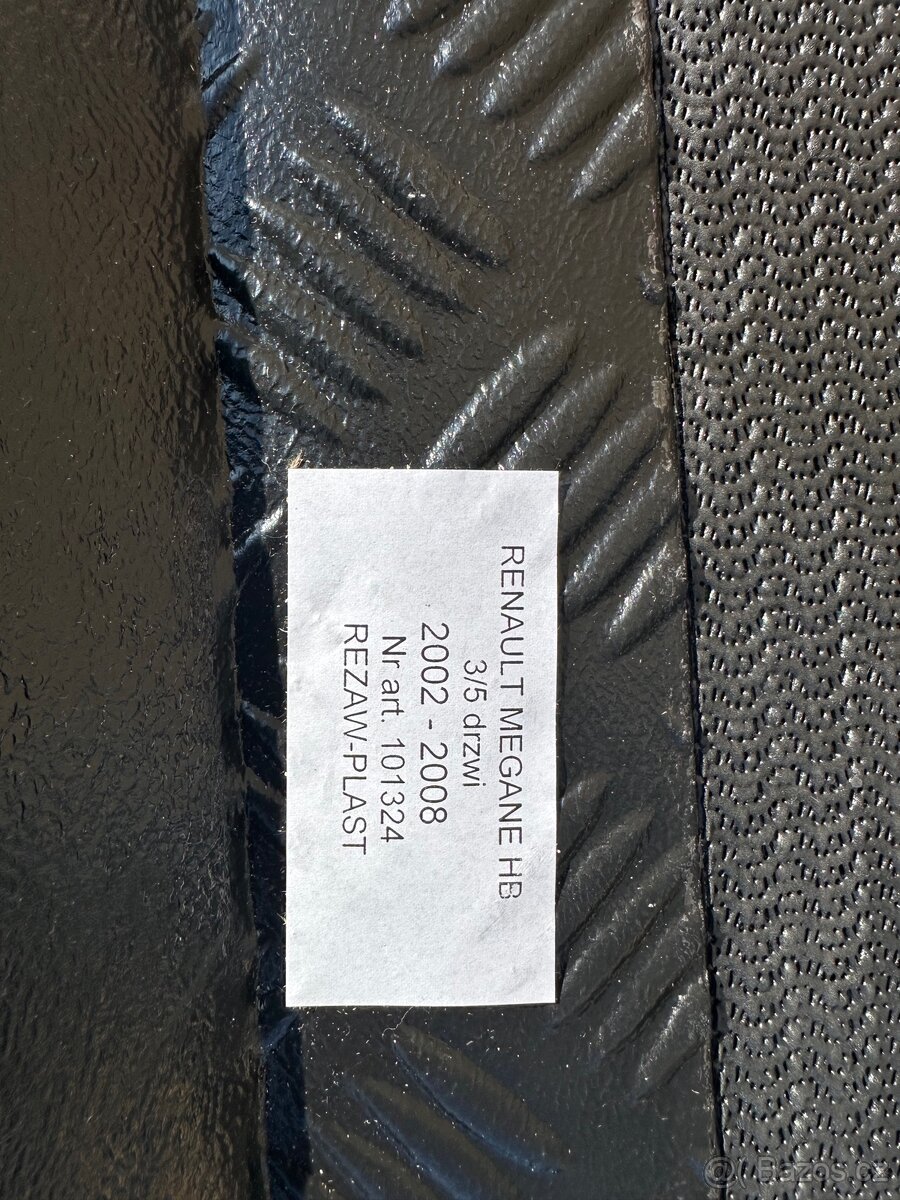 RENAULT MEGANE HB
3/5 drzwi
2002 - 2008
Nr art. 101324
REZAW-PLAST
© Bazos.cz